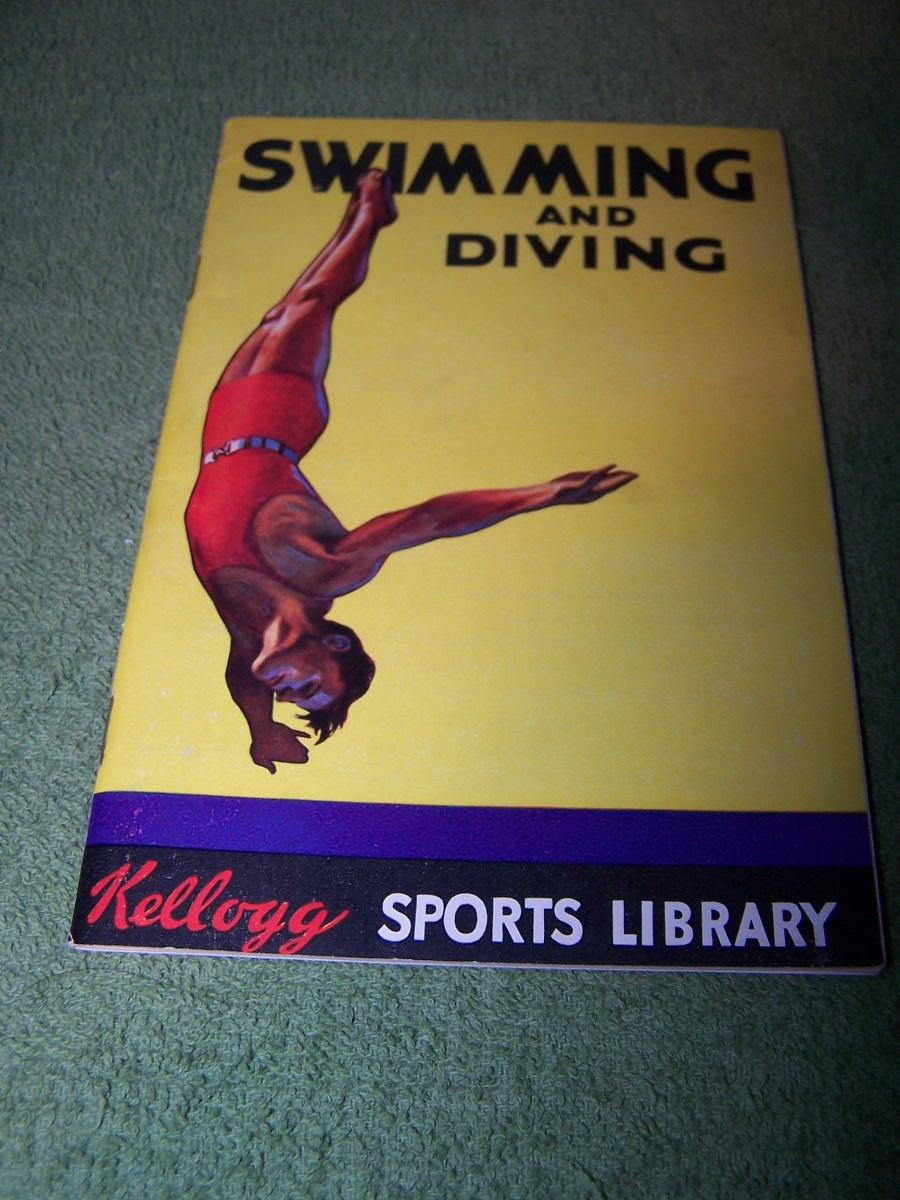 SWIMMING
AND
DIVING
Kellogg SPORTS LIBRARY